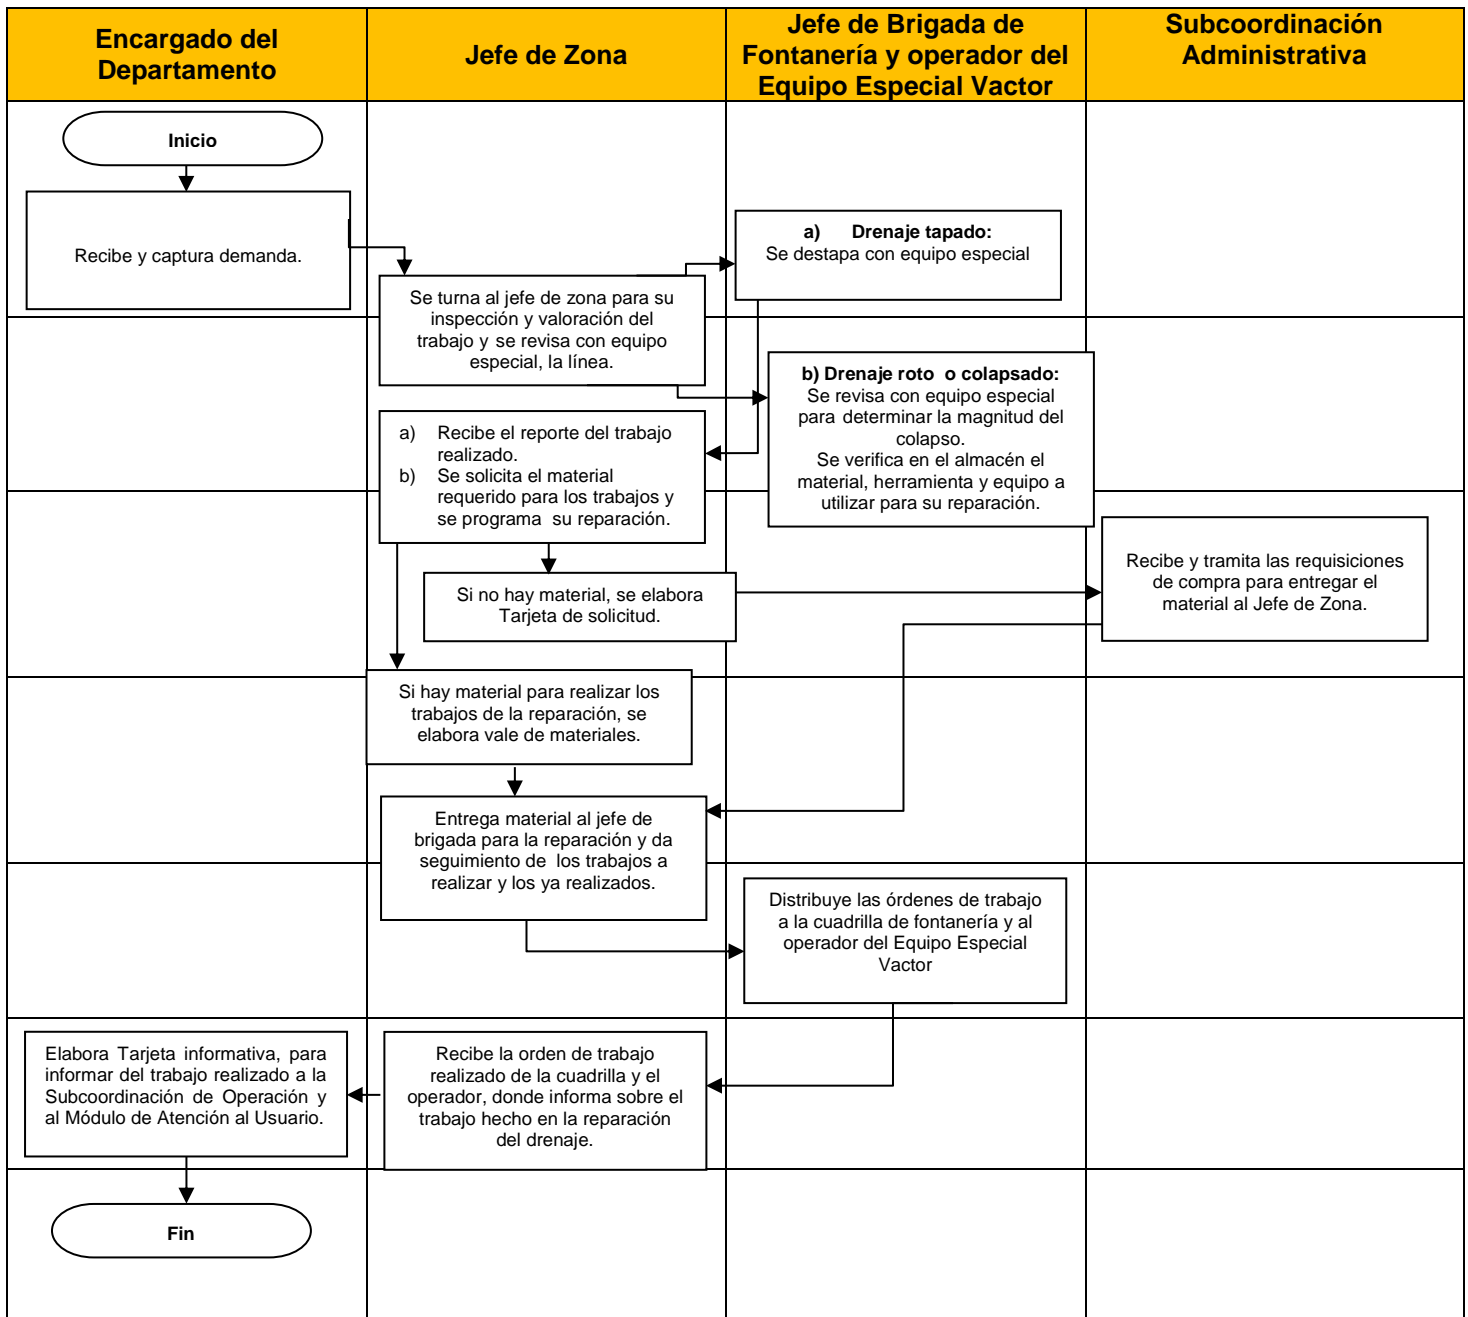 Encargado del
Departamento
Jefe de Zona
Jefe de Brigada de
Fontanería y operador del
Equipo Especial Vactor
Subcoordinación
Administrativa
Inicio
Recibe y captura demanda.
Se turna al jefe de zona para su
inspección y valoración del
trabajo y se revisa con equipo
especial, la línea.
a) Drenaje tapado:
Se destapa con equipo especial
b) Drenaje roto o colapsado:
Se revisa con equipo especial
para determinar la magnitud del
colapso.
Se verifica en el almacén el
material, herramienta y equipo a
utilizar para su reparación.
a) Recibe el reporte del trabajo
realizado.
b) Se solicita el material
requerido para los trabajos y
se programa su reparación.
Si no hay material, se elabora
Tarjeta de solicitud.
Recibe y tramita las requisiciones
de compra para entregar el
material al Jefe de Zona.
Si hay material para realizar los
trabajos de la reparación, se
elabora vale de materiales.
Entrega material al jefe de
brigada para la reparación y da
seguimiento de los trabajos a
realizar y los ya realizados.
Distribuye las órdenes de trabajo
a la cuadrilla de fontanería y al
operador del Equipo Especial
Vactor
Recibe la orden de trabajo
realizado de la cuadrilla y el
operador, donde informa sobre el
trabajo hecho en la reparación
del drenaje.
Elabora Tarjeta informativa, para
informar del trabajo realizado a la
Subcoordinación de Operación y
al Módulo de Atención al Usuario.
Fin